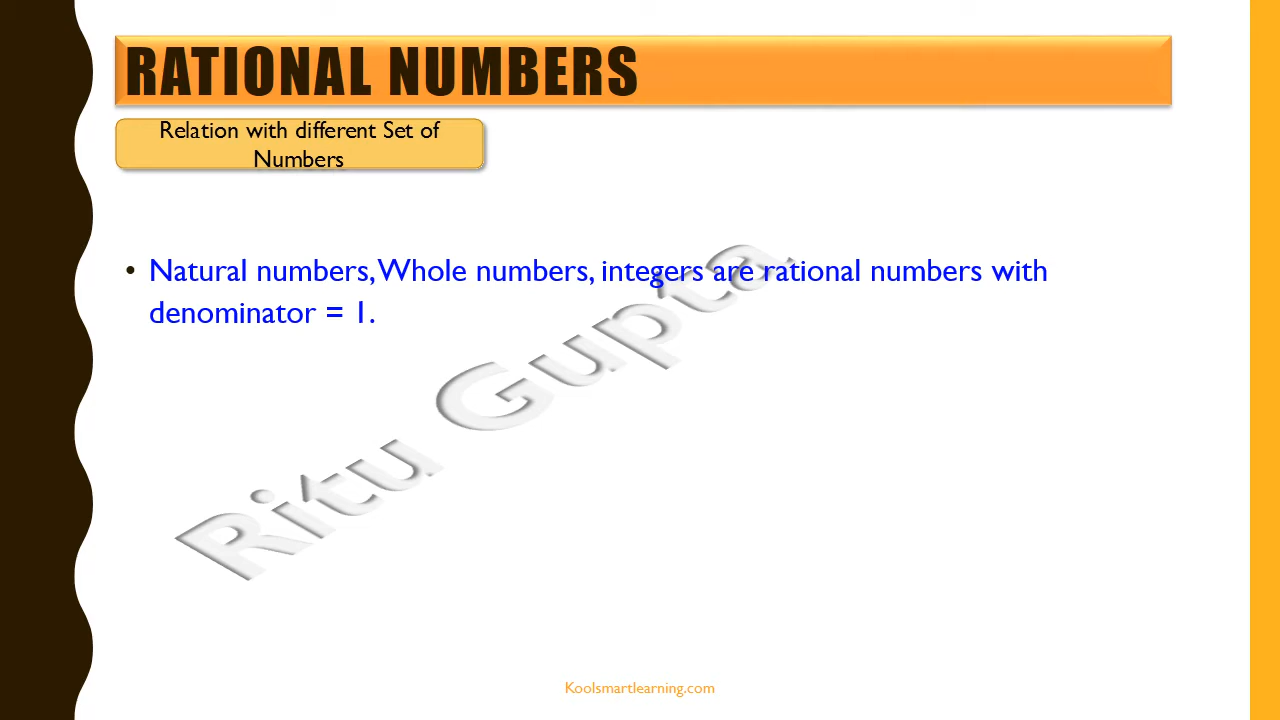 RATIONAL NUMBERS
Relation with different Set of
Numbers
• Natural numbers, Whole numbers, integers are rational numbers with
denominator = 1.
Ritu Gupta
Koolsmartlearning.com